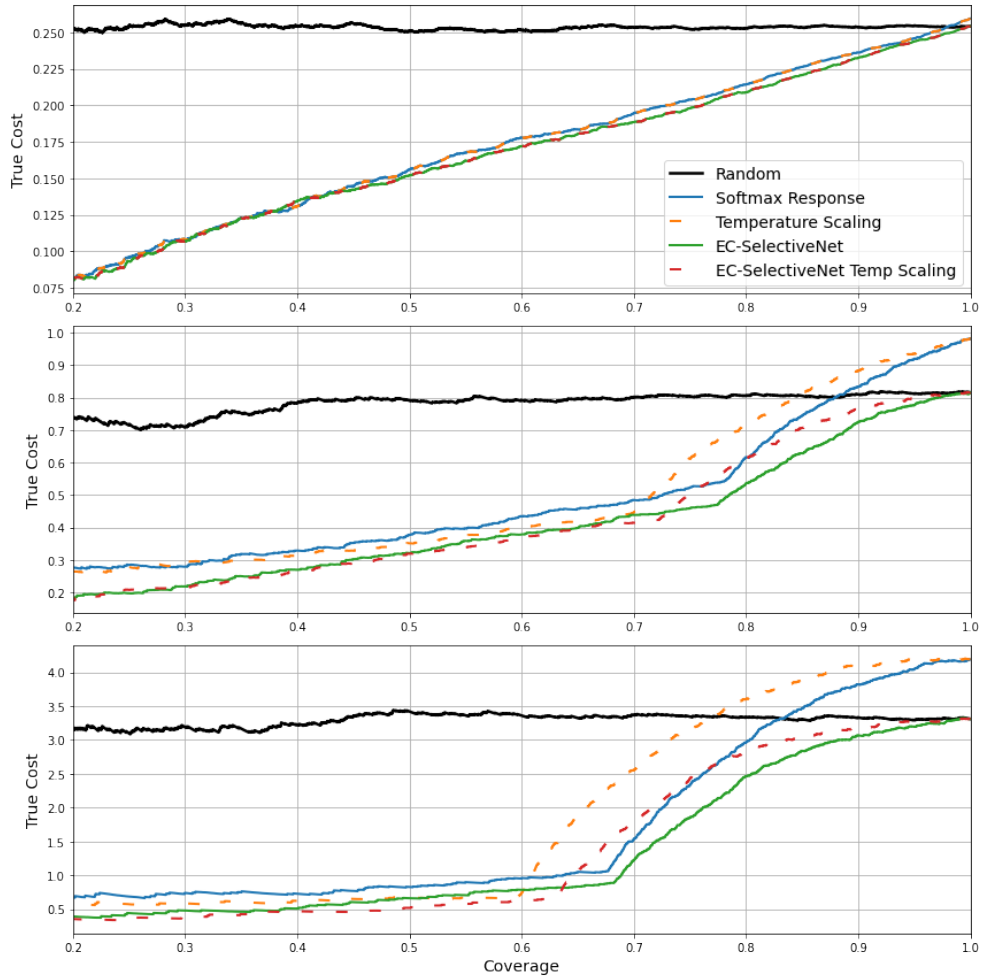 0.250
0.225
0.200
0.175
0.150
0.125
0.100
0.075
True Cost
Random
Softmax Response
Temperature Scaling
EC-SelectiveNet
EC-SelectiveNet Temp Scaling
0.2 0.3 0.4 0.5 0.6 0.7 0.8 0.9 1.0
1.0
0.9
0.8
0.7
0.6
0.5
0.4
0.3
0.2
True Cost
0.2 0.3 0.4 0.5 0.6 0.7 0.8 0.9 1.0
4.0
3.5
3.0
2.5
2.0
1.5
1.0
0.5
True Cost
0.2 0.3 0.4 0.5 0.6 0.7 0.8 0.9 1.0
Coverage